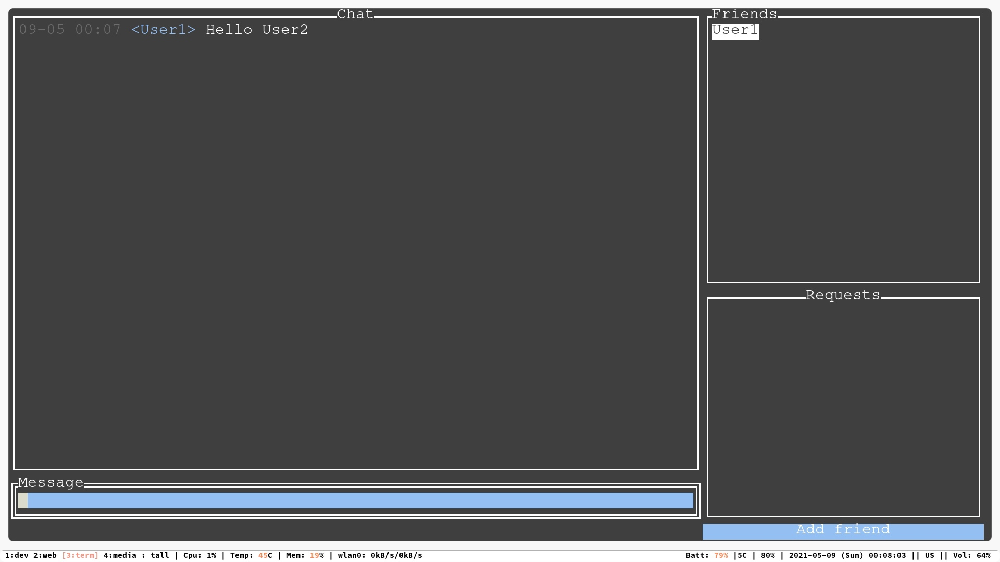 Chat
09-05 00:07 <User1> Hello User2
Friends
User1
Requests
Message
Add friend
1:dev 2:web [3:term] 4:media : tall | Cpu: 1% | Temp: 45C | Mem: 19% | wlan0: 0kB/s/0kB/s
Batt: 79% |5C | 80% | 2021-05-09 (Sun) 00:08:03 || US || Vol: 64%